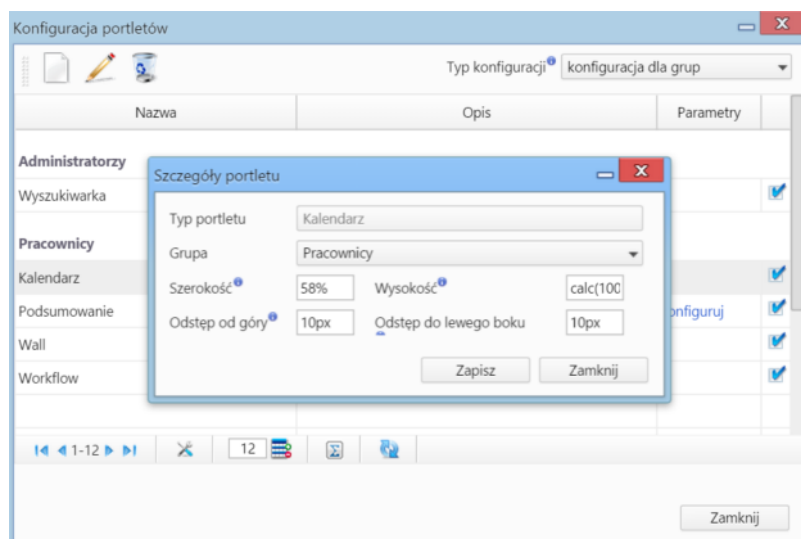 Konfiguracja portletów
Typ konfiguracji konfiguracja dla grup
Nazwa Opis Parametry
Administratorzy
Wyszukiwarka
Pracownicy
Kalendarz
Podsumowanie onfiguruj
Wall
Workflow
Szczegóły portletu
Typ portletu Kalendarz
Grupa Pracownicy
Szerokość 58% Wysokość calc(100
Odstęp od góry 10px Odstęp do lewego boku 10px
Zapisz Zamknij
1-12 12
Zamknij